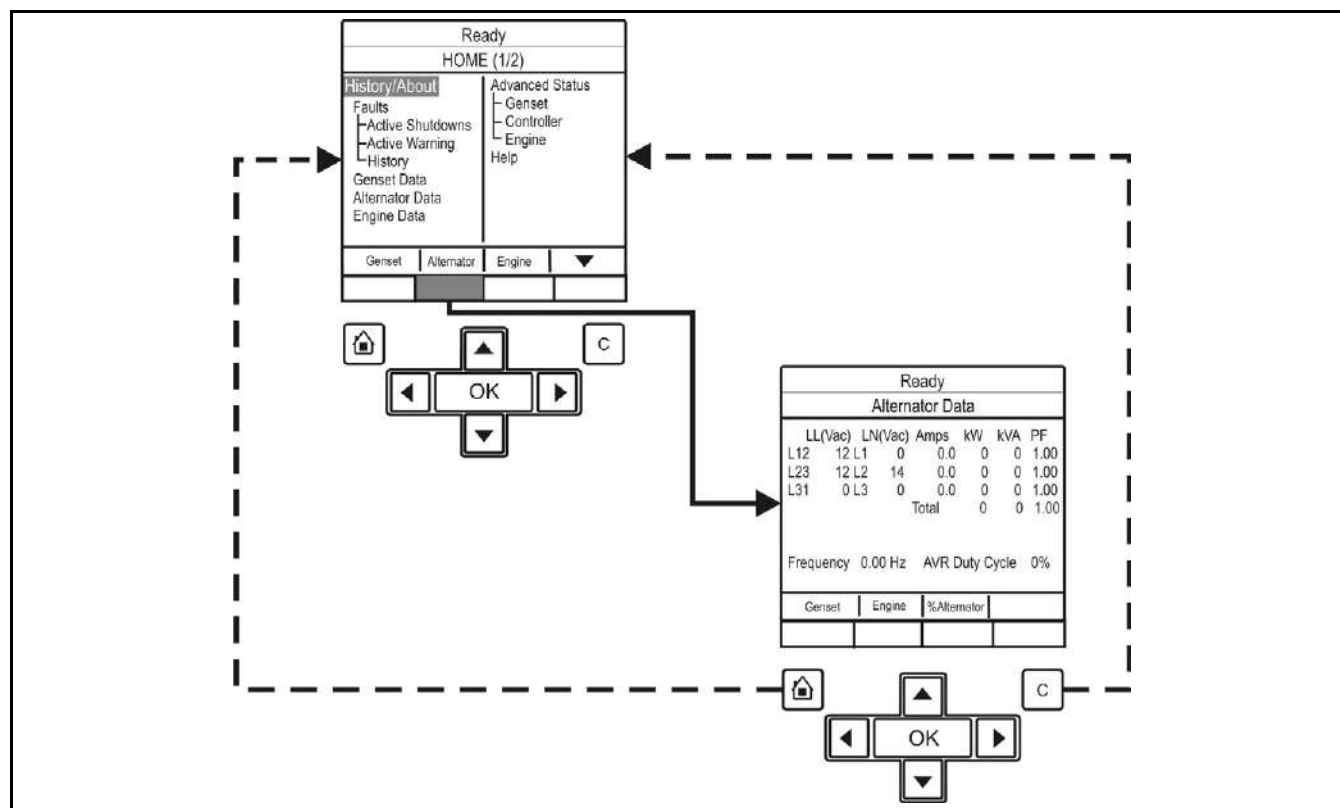 Ready
HOME (1/2)
History/About
Faults
Active Shutdowns
Active Warning
History
Genset Data
Alternator Data
Engine Data
Advanced Status
Genset
Controller
Engine
Help
Genset Alternator Engine
C
OK
Ready
Alternator Data
LL(Vac) LN(Vac) Amps kW kVA PF
L12 12 L1 0 0.0 0 0 1.00
L23 12 L2 14 0.0 0 0 1.00
L31 0 L3 0 0.0 0 0 1.00
Total 0 0 1.00
Frequency 0.00 Hz AVR Duty Cycle 0%
Genset Engine %Alternator
C
OK